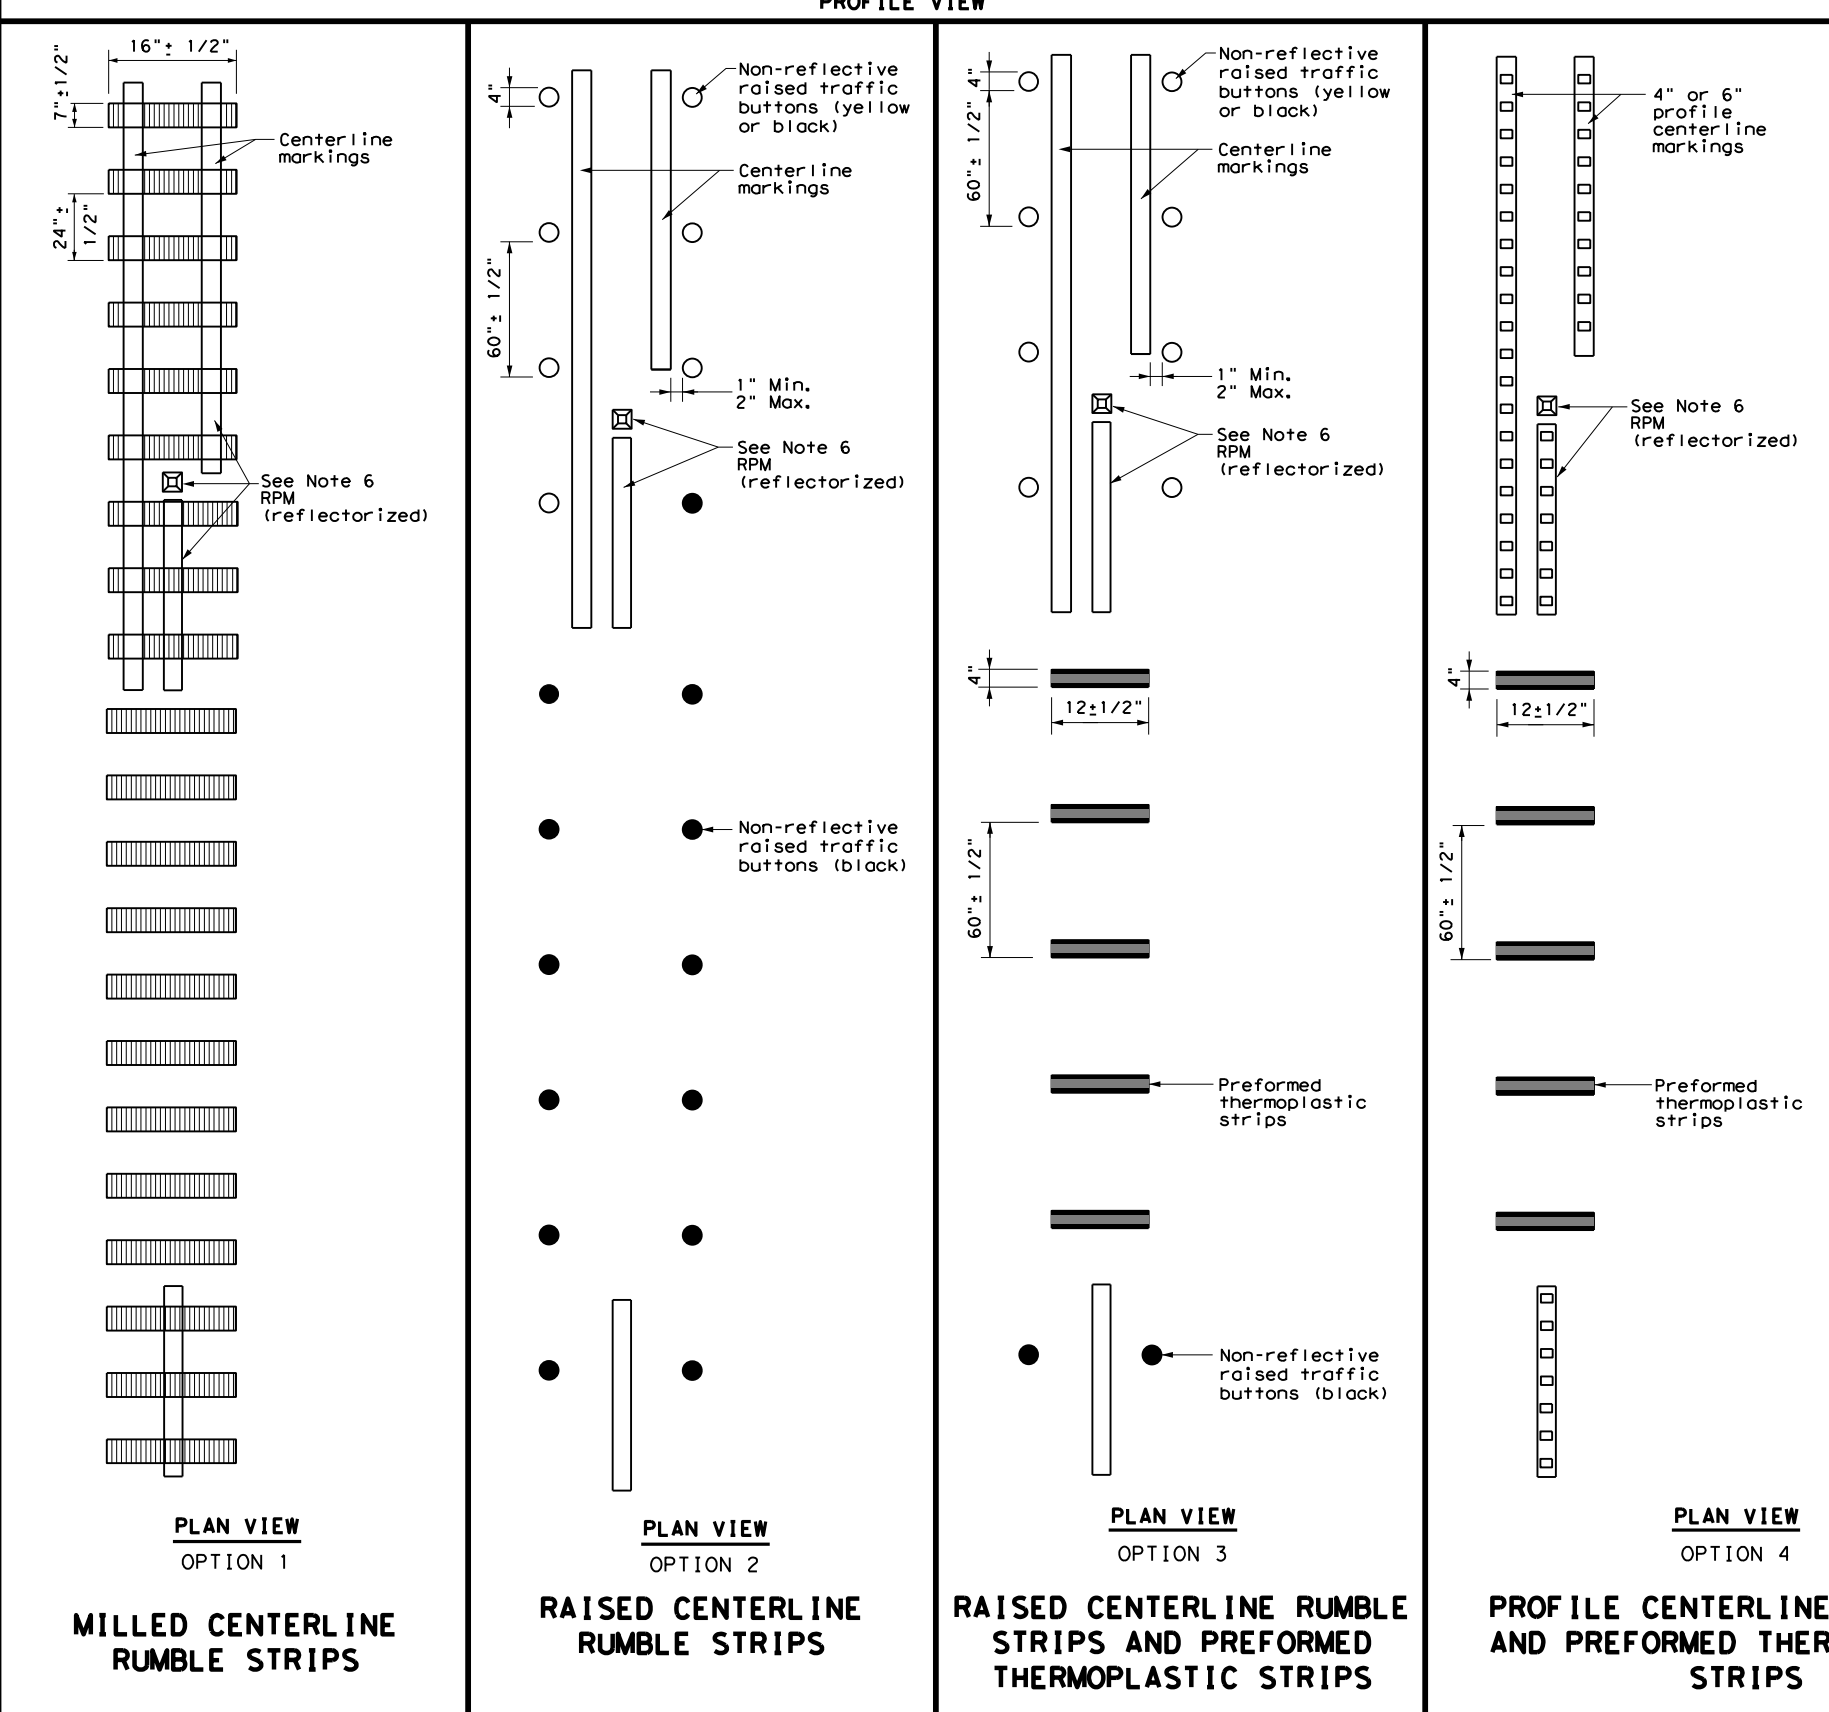 PROFILE VIEW
16"± 1/2"
7"±1/2"
Centerline
markings
24"±
1/2"
See Note 6
RPM
(reflectorized)
PLAN VIEW
OPTION 1
MILLED CENTERLINE
RUMBLE STRIPS
4"
Non-reflective
raised traffic
buttons (yellow
or black)
Centerline
markings
60"± 1/2"
1" Min.
2" Max.
See Note 6
RPM
(reflectorized)
Non-reflective
raised traffic
buttons (black)
PLAN VIEW
OPTION 2
RAISED CENTERLINE
RUMBLE STRIPS
4"
Non-reflective
raised traffic
buttons (yellow
or black)
60"± 1/2"
Centerline
markings
1" Min.
2" Max.
See Note 6
RPM
(reflectorized)
4"
12±1/2"
60"± 1/2"
Preformed
thermoplastic
strips
Non-reflective
raised traffic
buttons (black)
PLAN VIEW
OPTION 3
RAISED CENTERLINE RUMBLE
STRIPS AND PREFORMED
THERMOPLASTIC STRIPS
4" or 6"
profile
centerline
markings
See Note 6
RPM
(reflectorized)
4"
12±1/2"
60"± 1/2"
Preformed
thermoplastic
strips
PLAN VIEW
OPTION 4
PROFILE CENTERLINE
AND PREFORMED THER
STRIPS